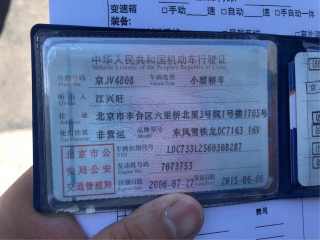 变速箱 □手动 □自动 □手自动一体
装备:
中华人民共和国机动车行驶证
Vehicle License of the People's Republic of China
号牌号码 京JV4808 车辆类型 小型轿车
所有人 江兴旺
住址 北京市丰台区六里桥北里3号院1号楼1705号
使用性质 非营运 品牌型号 东风雪铁龙DC7163 16V
北京市公 车辆识别代号 LDC733L2560308287
安局公安 发动机号码 7073753
交通管理局 注册日期 2006-07-27 发证日期 2015-06-06
费用